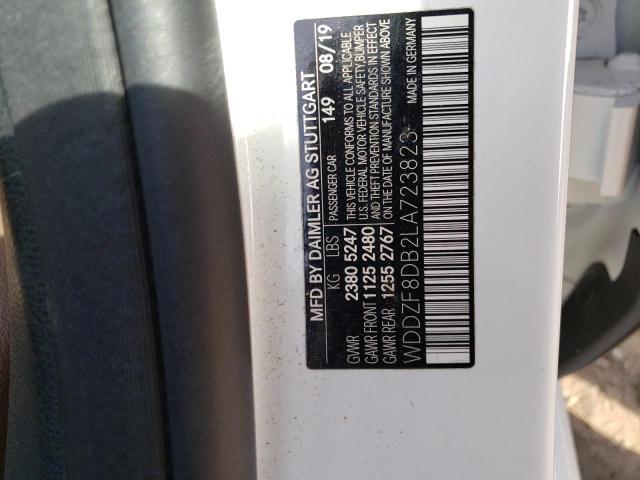 MFD BY DAIMLER AG STUTTGART
PASSENGER CAR 149 08/19
KG LBS
GVWR 2380 5247
GAWR FRONT 1125 2480
GAWR REAR 1255 2767
THIS VEHICLE CONFORMS TO ALL APPLICABLE
U.S. FEDERAL MOTOR VEHICLE SAFETY, BUMPER
AND THEFT PREVENTION STANDARDS IN EFFECT
ON THE DATE OF MANUFACTURE SHOWN ABOVE
WDDZF8DB2LA723823
MADE IN GERMANY